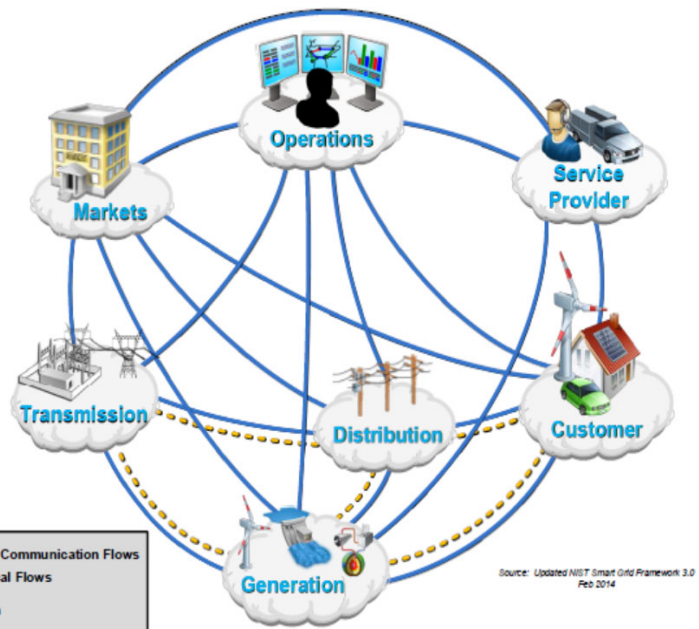 Operations
Service
Provider
Markets
Transmission
Distribution
Customer
Generation
Communication Flows
Flows
Source: Updated NIST Smart Grid Framework 3.0
Feb 2014